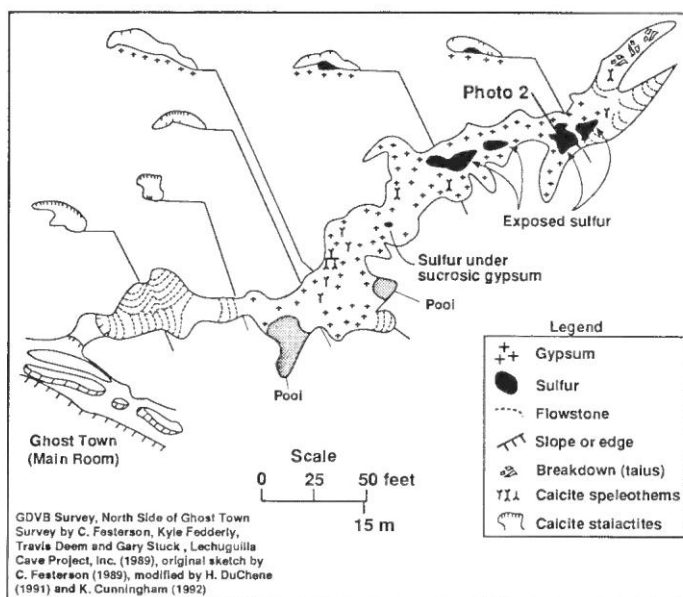 Photo 2
Exposed sulfur
Sulfur under
sucrosic gypsum
Pool
Pool
Ghost Town
(Main Room)
Scale
0 25 50 feet
15 m
Legend
Gypsum
Sulfur
Flowstone
Slope or edge
Breakdown (talus)
Calcite speleothems
Calcite stalactites
GDVB Survey, North Side of Ghost Town
Survey by C. Festerson, Kyle Fedderly,
Travis Deem and Gary Stuck , Lechuguilla
Cave Project, Inc. (1989), original sketch by
C. Festerson (1989), modified by H. DuChene
(1991) and K. Cunningham (1992)